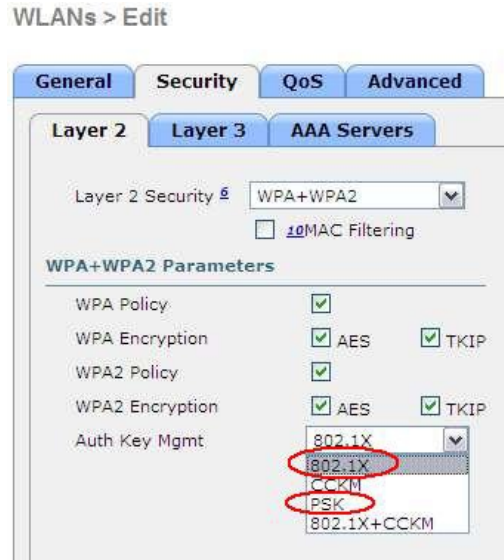 WLANs > Edit
General Security QoS Advanced
Layer 2 Layer 3 AAA Servers
Layer 2 Security 6 WPA+WPA2
10MAC Filtering
WPA+WPA2 Parameters
WPA Policy
WPA Encryption AES TKIP
WPA2 Policy
WPA2 Encryption AES TKIP
Auth Key Mgmt 802.1X
802.1X
CCKM
PSK
802.1X+CCKM